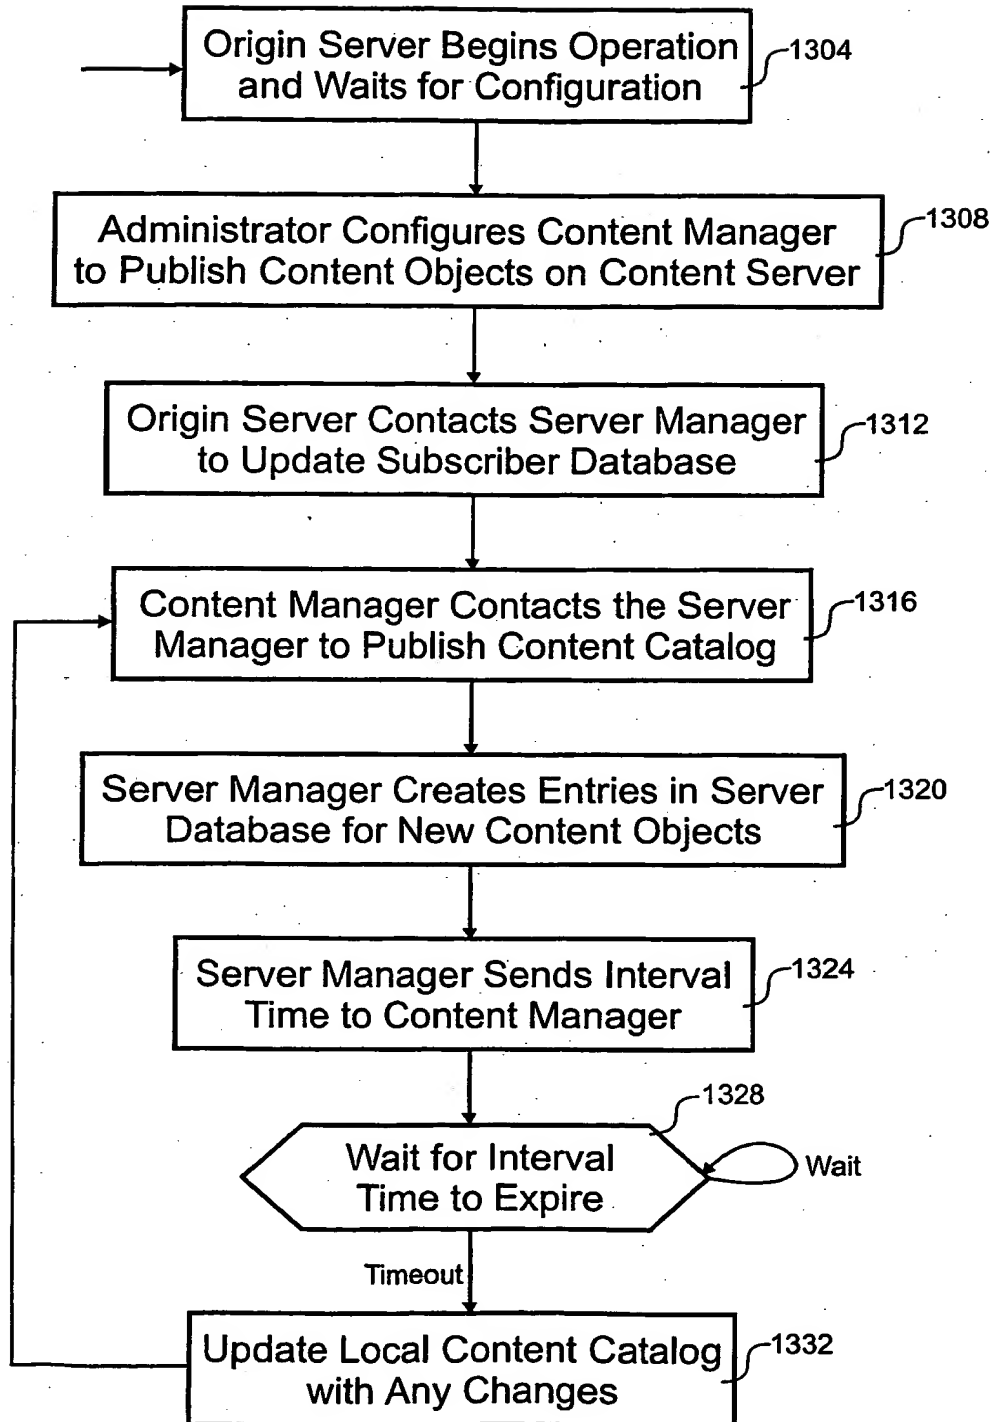 Origin Server Begins Operation
and Waits for Configuration
1304
Administrator Configures Content Manager
to Publish Content Objects on Content Server
1308
Origin Server Contacts Server Manager
to Update Subscriber Database
1312
Content Manager Contacts the Server
Manager to Publish Content Catalog
1316
Server Manager Creates Entries in Server
Database for New Content Objects
1320
Server Manager Sends Interval
Time to Content Manager
1324
1328
Wait for Interval
Time to Expire
Wait
Timeout
Update Local Content Catalog
with Any Changes
1332